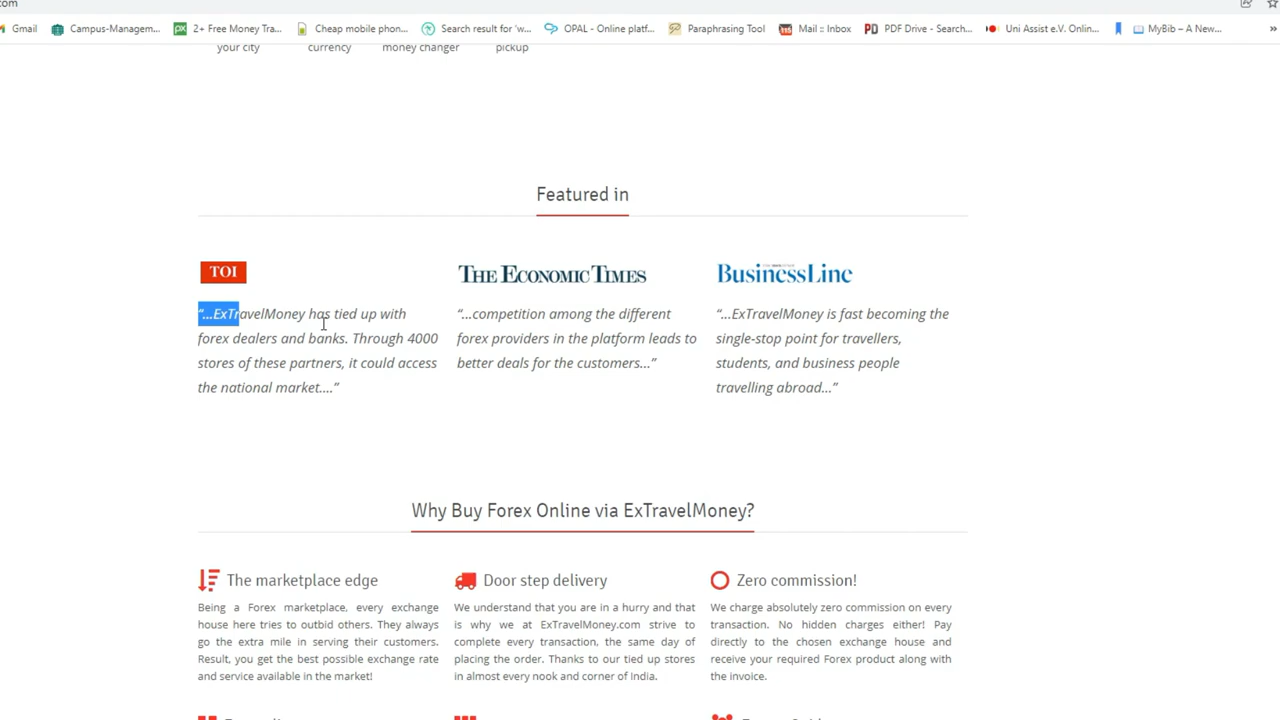 com
Gmail Campus-Managem... 2+ Free Money Tra... Cheap mobile phon... Search result for 'w... OPAL - Online platf... Paraphrasing Tool Mail :: Inbox PDF Drive - Search... Uni Assist e.V. Onlin... MyBib – A New... »
your city currency money changer pickup
Featured in
TOI
“...ExTravelMoney has tied up with
forex dealers and banks. Through 4000
stores of these partners, it could access
the national market....”
THE ECONOMIC TIMES
“...competition among the different
forex providers in the platform leads to
better deals for the customers...”
BusinessLine
“...ExTravelMoney is fast becoming the
single-stop point for travellers,
students, and business people
travelling abroad...”
Why Buy Forex Online via ExTravelMoney?
The marketplace edge
Being a Forex marketplace, every exchange
house here tries to outbid others. They always
go the extra mile in serving their customers.
Result, you get the best possible exchange rate
and service available in the market!
Door step delivery
We understand that you are in a hurry and that
is why we at ExTravelMoney.com strive to
complete every transaction, the same day of
placing the order. Thanks to our tied up stores
in almost every nook and corner of India.
Zero commission!
We charge absolutely zero commission on every
transaction. No hidden charges either! Pay
directly to the chosen exchange house and
receive your required Forex product along with
the invoice.